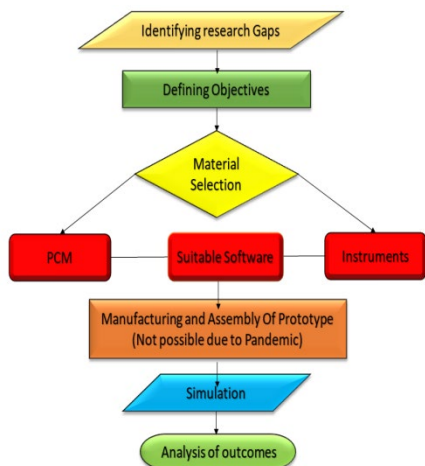 Identifying research Gaps
Defining Objectives
Material
Selection
PCM
Suitable Software
Instruments
Manufacturing and Assembly Of Prototype
(Not possible due to Pandemic)
Simulation
Analysis of outcomes